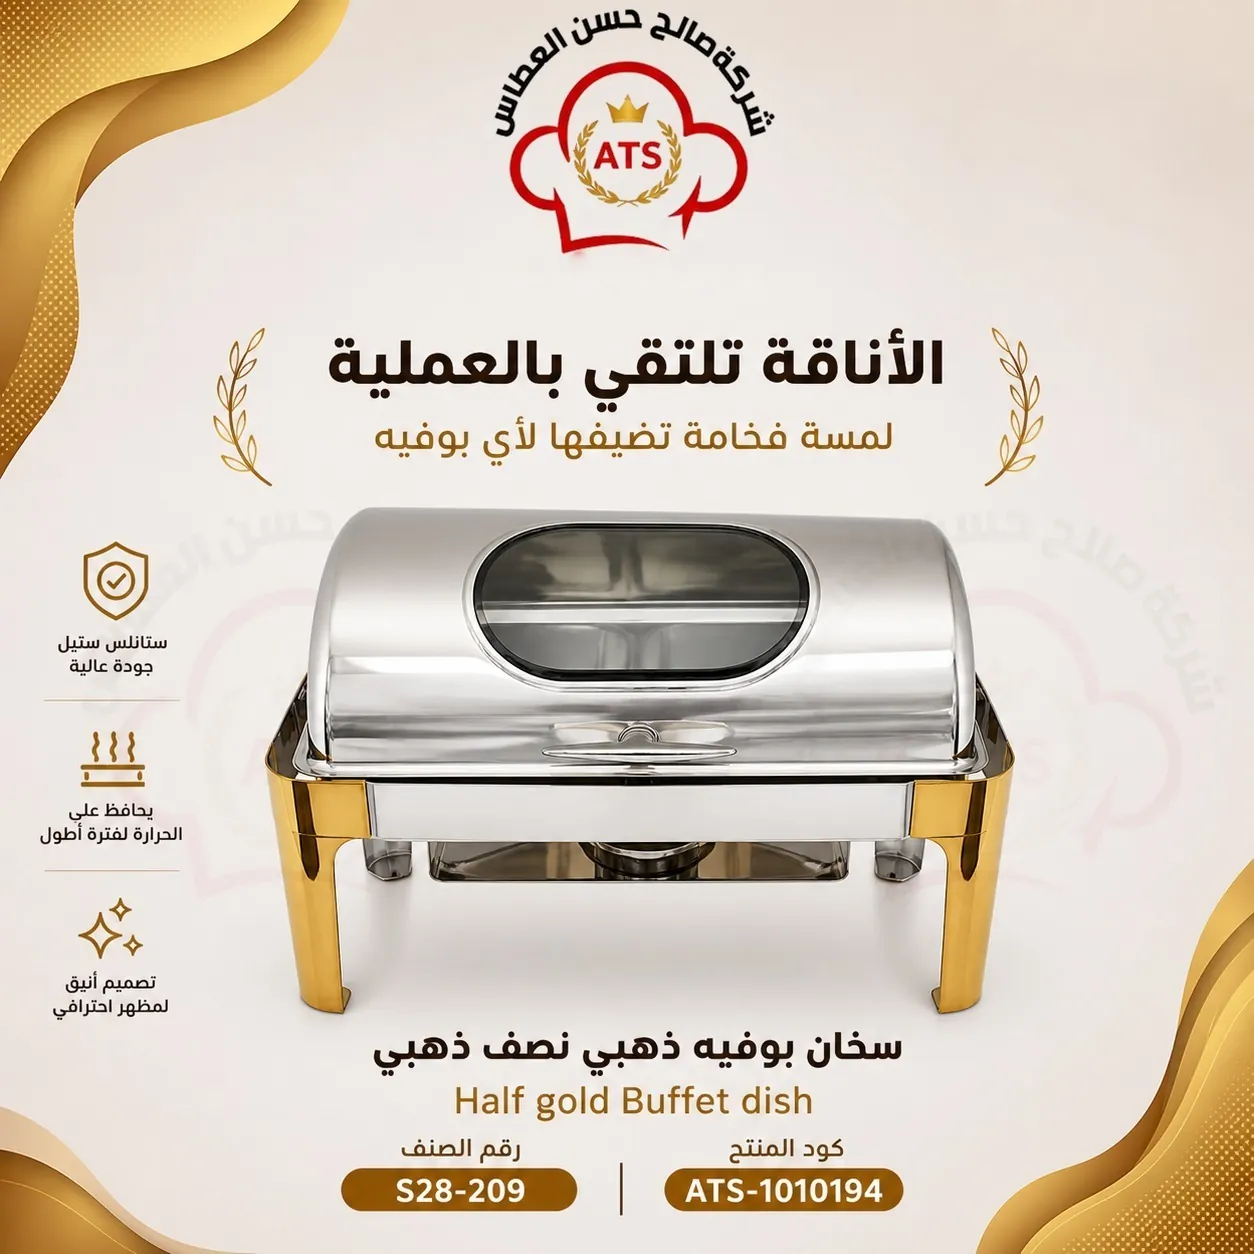 شركة صالح حسن العطاس
ATS
الأناقة تلتقي بالعملية
لمسة فخامة تضيفها لأي بوفيه
ستانلس ستيل
جودة عالية
يحافظ على
الحرارة لفترة أطول
تصميم أنيق
لمظهر احترافي
سخان بوفيه ذهبي نصف ذهبي
Half gold Buffet dish
كود المنتج
ATS-1010194
رقم الصنف
S28-209